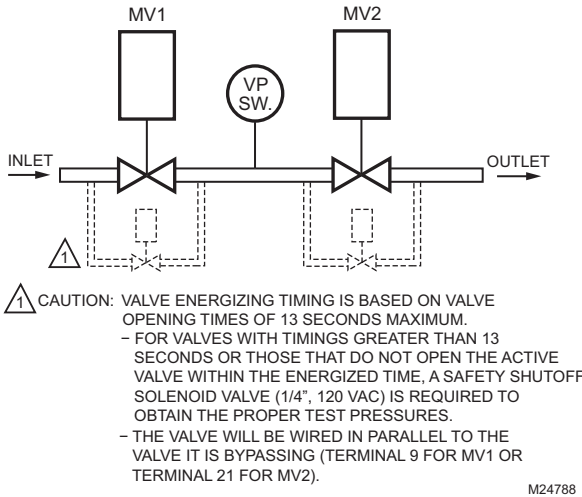 MV1
MV2
VP
SW.
INLET
OUTLET
1
1 CAUTION: VALVE ENERGIZING TIMING IS BASED ON VALVE
OPENING TIMES OF 13 SECONDS MAXIMUM.
– FOR VALVES WITH TIMINGS GREATER THAN 13
SECONDS OR THOSE THAT DO NOT OPEN THE ACTIVE
VALVE WITHIN THE ENERGIZED TIME, A SAFETY SHUTOFF
SOLENOID VALVE (1/4”, 120 VAC) IS REQUIRED TO
OBTAIN THE PROPER TEST PRESSURES.
– THE VALVE WILL BE WIRED IN PARALLEL TO THE
VALVE IT IS BYPASSING (TERMINAL 9 FOR MV1 OR
TERMINAL 21 FOR MV2).
M24788